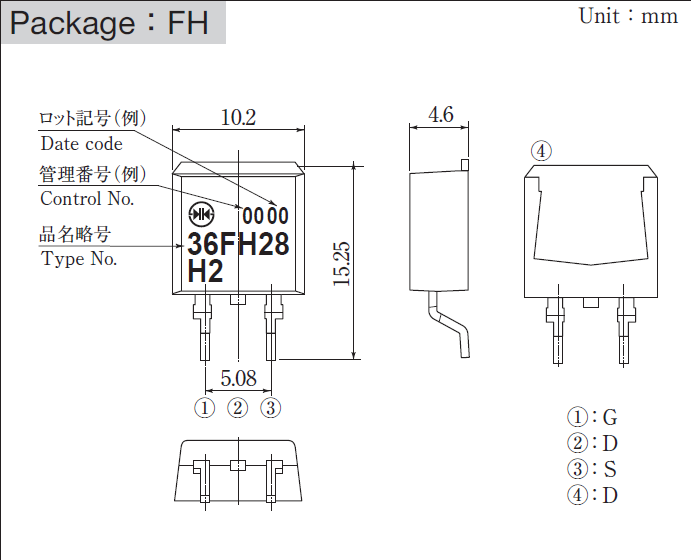 Package：FH
Unit：mm
ロット記号(例)
Date code
管理番号(例)
Control No.
品名略号
Type No.
10.2
00 00
36FH28
H2
15.25
5.08
① ② ③
4.6
④
①：G
②：D
③：S
④：D